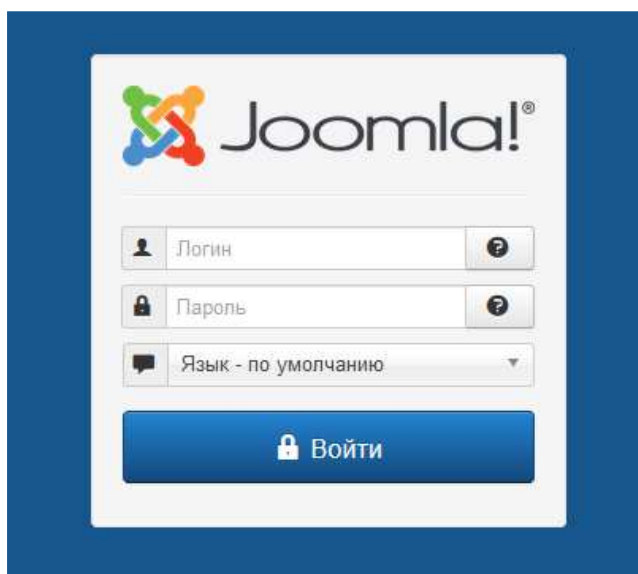 Joomla!®
Логин
Пароль
Язык - по умолчанию
Войти